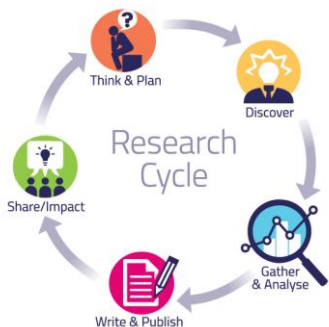 ?
Think & Plan
Discover
Research
Cycle
Share/Impact
Gather
& Analyse
Write & Publish